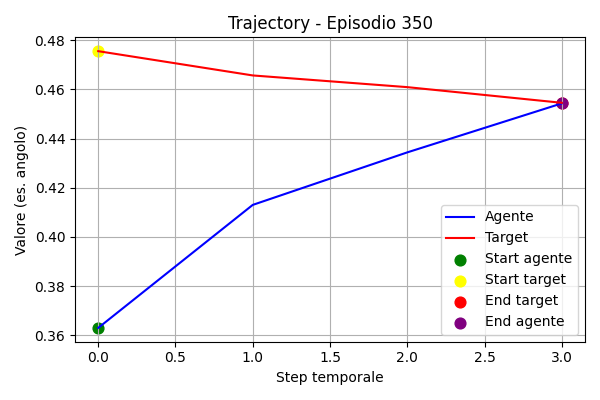 Trajectory - Episodio 350
Valore (es. angolo)
0.48
0.46
0.44
0.42
0.40
0.38
0.36
Agente
Target
Start agente
Start target
End target
End agente
0.0 0.5 1.0 1.5 2.0 2.5 3.0
Step temporale